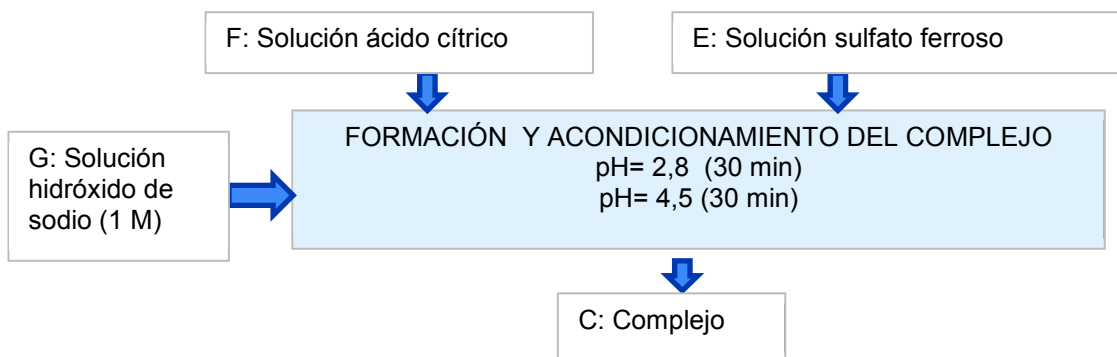 F: Solución ácido cítrico
E: Solución sulfato ferroso
G: Solución
hidróxido de
sodio (1 M)
FORMACIÓN Y ACONDICIONAMIENTO DEL COMPLEJO
pH= 2,8 (30 min)
pH= 4,5 (30 min)
C: Complejo